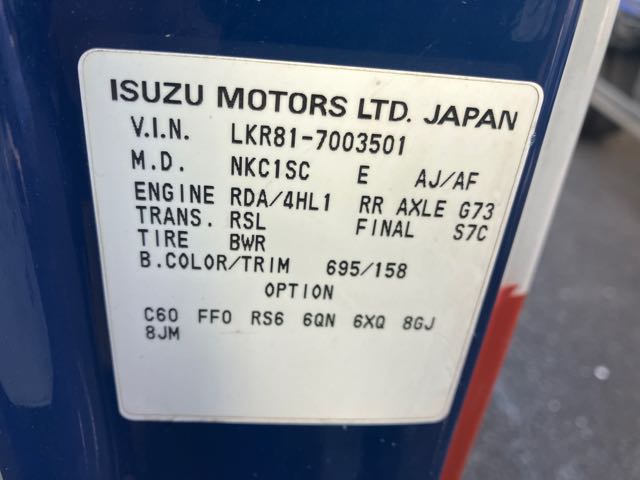 ISUZU MOTORS LTD. JAPAN
V.I.N. LKR81-7003501
M.D. NKC1SC E AJ/AF
ENGINE RDA/4HL1 RR AXLE G73
TRANS. RSL FINAL S7C
TIRE BWR
B.COLOR/TRIM 695/158
OPTION
C60 FF0 RS6 6QN 6XQ 8GJ
8JM